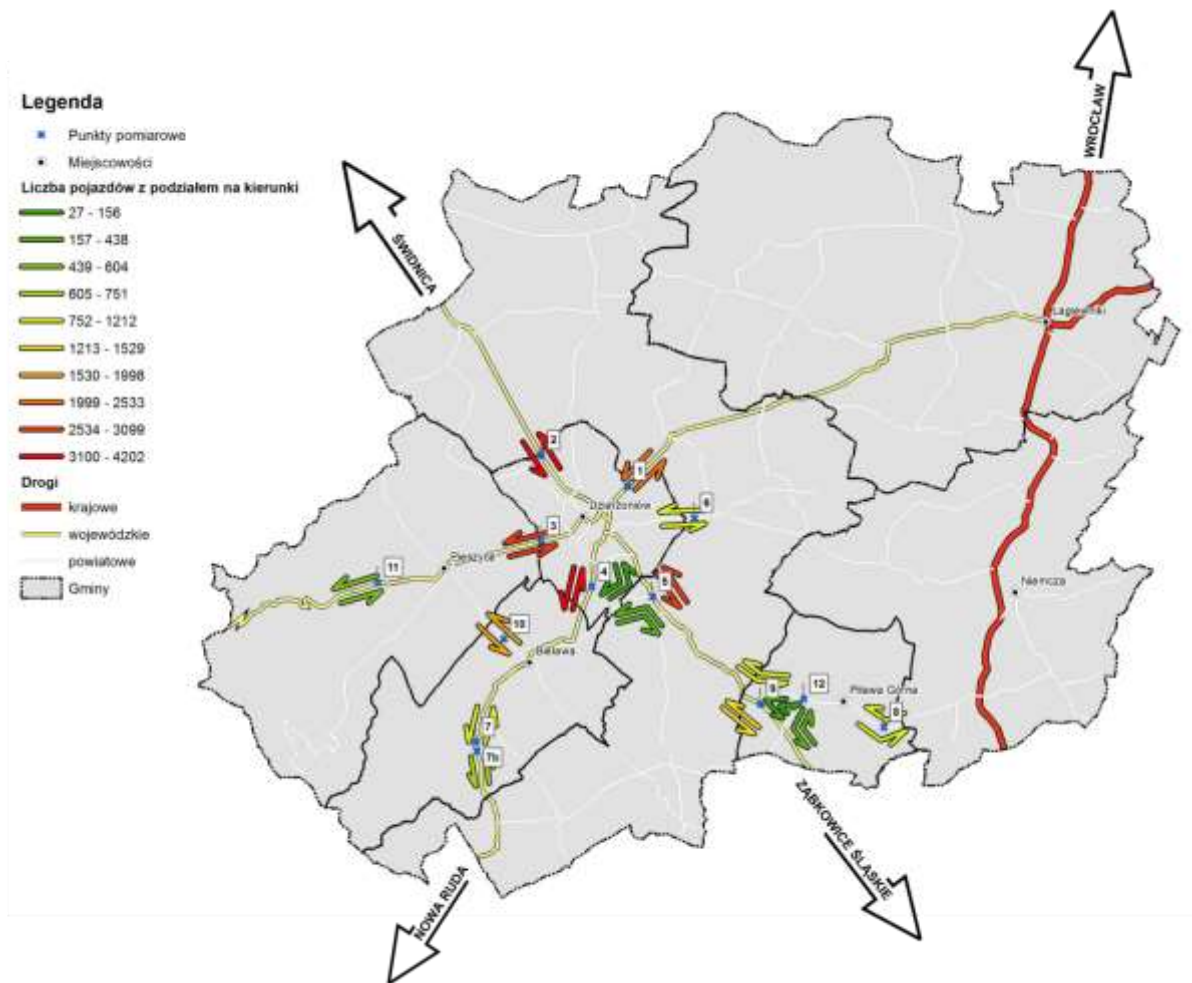 WROCŁAW
Legenda
Punkty pomiarowe
Miejscowości
Liczba pojazdów z podziałem na kierunki
27 - 156
157 - 438
439 - 604
605 - 751
752 - 1212
1213 - 1529
1530 - 1998
1999 - 2533
2534 - 3099
3100 - 4202
Drogi
krajowe
wojewódzkie
powiatowe
Gminy
ŚWIDNICA
Łagiewniki
2
1
Dzierżoniów
6
3
11
Pieszyce
4
5
Niemcza
10
Bielawa
9
12
Piława Górna
8
7
7b
ZĄBKOWICE ŚLĄSKIE
NOWA RUDA